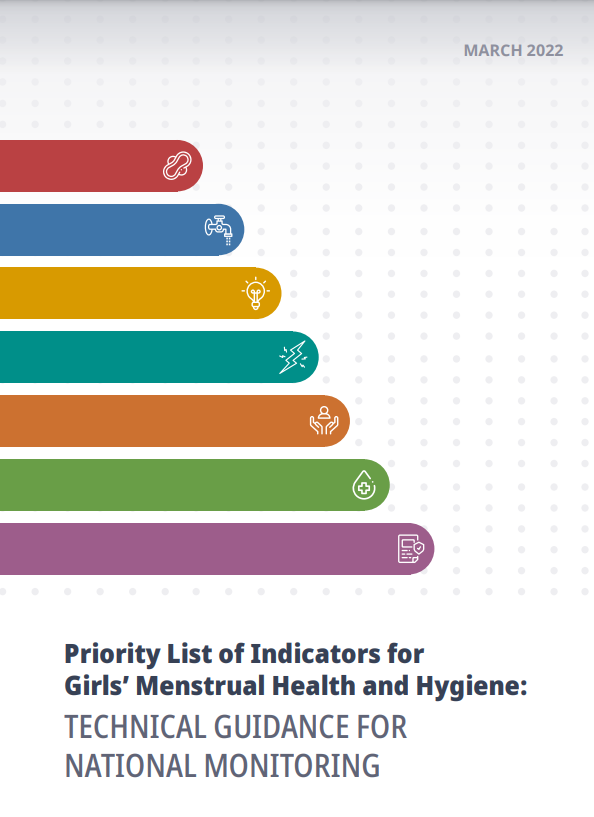 MARCH 2022
Priority List of Indicators for
Girls’ Menstrual Health and Hygiene:
TECHNICAL GUIDANCE FOR
NATIONAL MONITORING